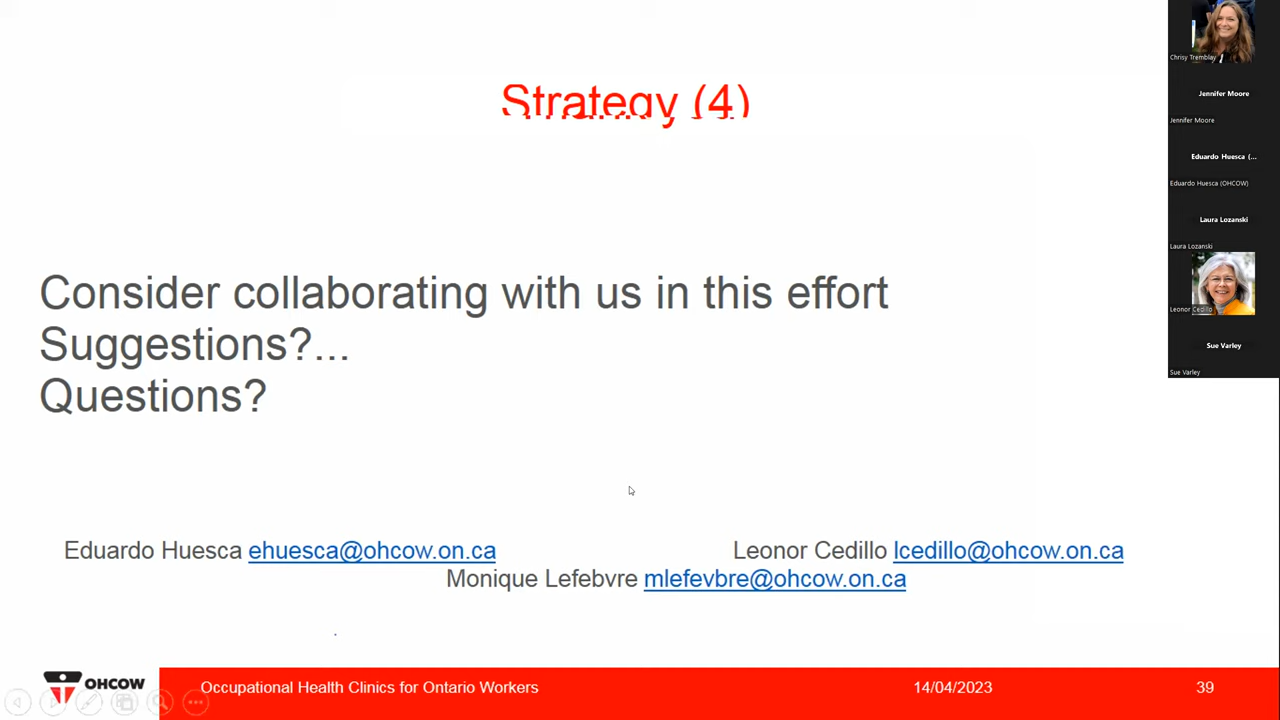 Strategy (4)
Consider collaborating with us in this effort
Suggestions?...
Questions?
Eduardo Huesca ehuesca@ohcow.on.ca
Leonor Cedillo lcedillo@ohcow.on.ca
Monique Lefebvre mlefevbre@ohcow.on.ca
OHCOW
Occupational Health Clinics for Ontario Workers
14/04/2023
39
Chrisy Tremblay
Jennifer Moore
Jennifer Moore
Eduardo Huesca (...
Eduardo Huesca (OHCOW)
Laura Lozanski
Laura Lozanski
Leonor Cedillo
Sue Varley
Sue Varley